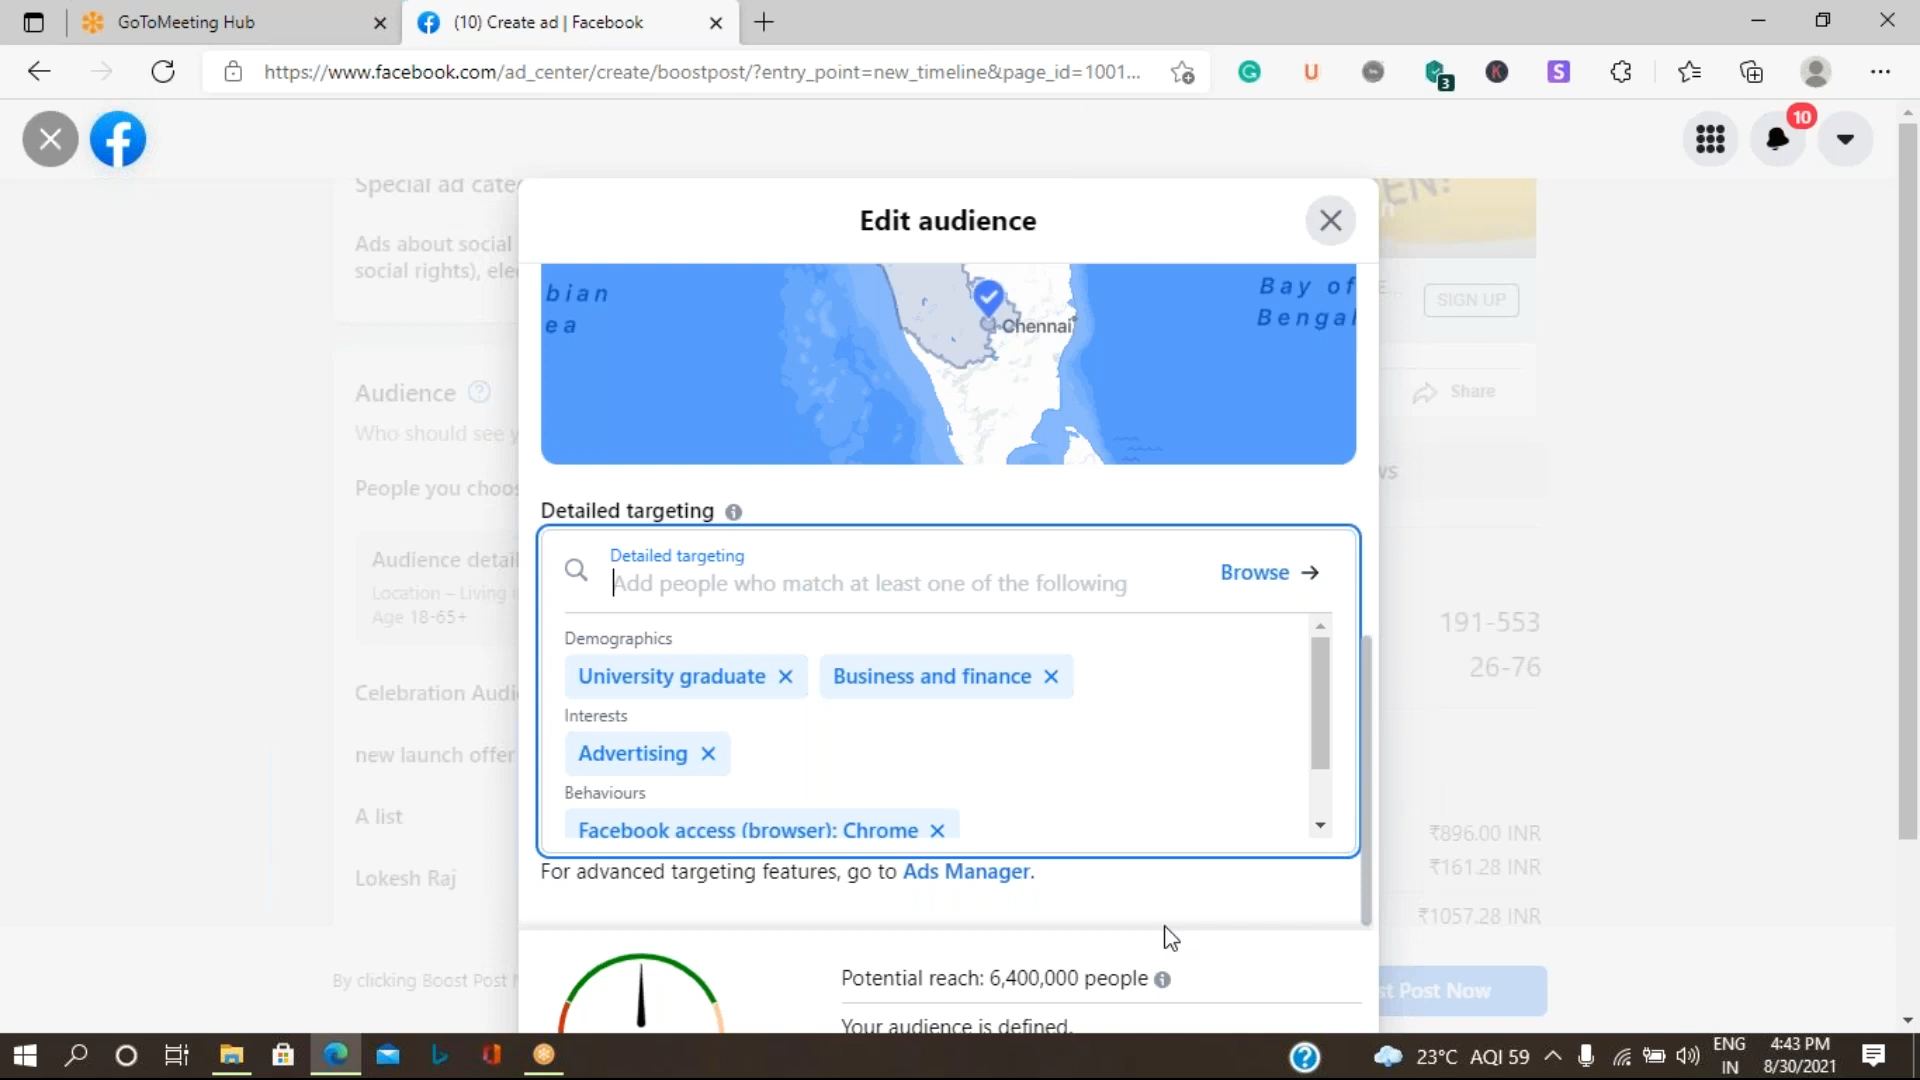 GoToMeeting Hub
(10) Create ad | Facebook
https://www.facebook.com/ad_center/create/boostpost/?entry_point=new_timeline&page_id=1001...
G
U
3
K
S
10
Special ad cate
Ads about social
social rights), ele
Audience ?
Who should see y
People you choos
Audience detail
Location – Living i
Age 18-65+
Celebration Audi
new launch offer
A list
Lokesh Raj
By clicking Boost Post
Edit audience
bian
ea
Chennai
Bay of
Bengal
Detailed targeting
Detailed targeting
Add people who match at least one of the following
Browse
Demographics
University graduate
Business and finance
Interests
Advertising
Behaviours
Facebook access (browser): Chrome
For advanced targeting features, go to Ads Manager.
Potential reach: 6,400,000 people
Your audience is defined.
SIGN UP
Share
191-553
26-76
₹896.00 INR
₹161.28 INR
₹1057.28 INR
st Post Now
23°C AQI 59
ENG
IN
4:43 PM
8/30/2021